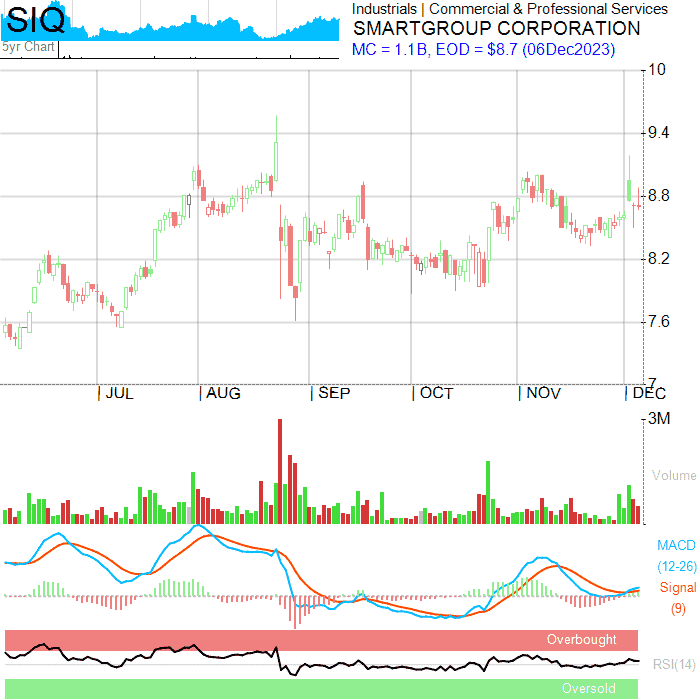 SIQ
5yr Chart
Industrials | Commercial & Professional Services
SMARTGROUP CORPORATION
MC = 1.1B, EOD = $8.7 (06Dec2023)
10
9.4
8.8
8.2
7.6
7
JUL
AUG
SEP
OCT
NOV
DEC
3M
Volume
MACD
(12-26)
Signal
(9)
Overbought
RSI(14)
Oversold